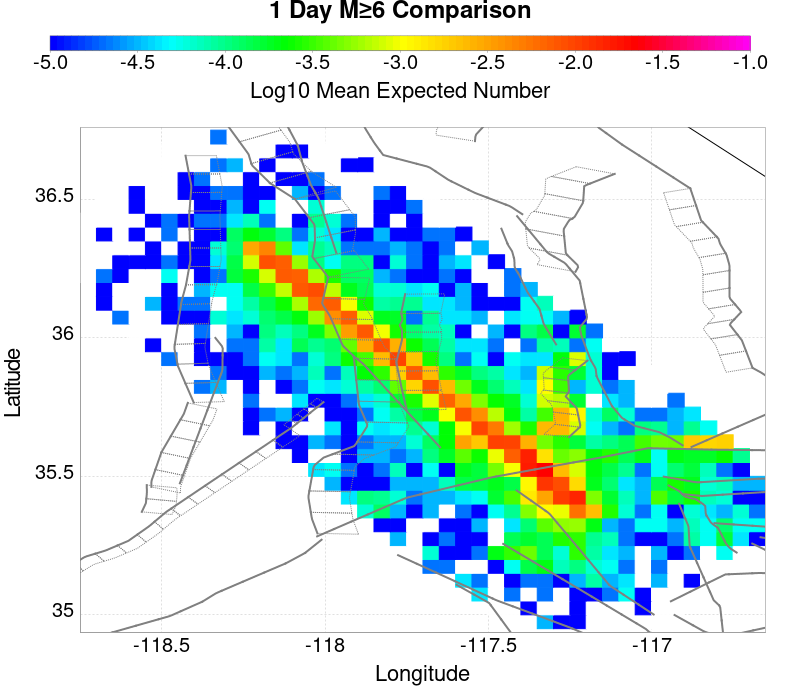 1 Day M≥6 Comparison
-5.0 -4.5 -4.0 -3.5 -3.0 -2.5 -2.0 -1.5 -1.0
Log10 Mean Expected Number
36.5
36
35.5
35
Latitude
-118.5 -118 -117.5 -117
Longitude